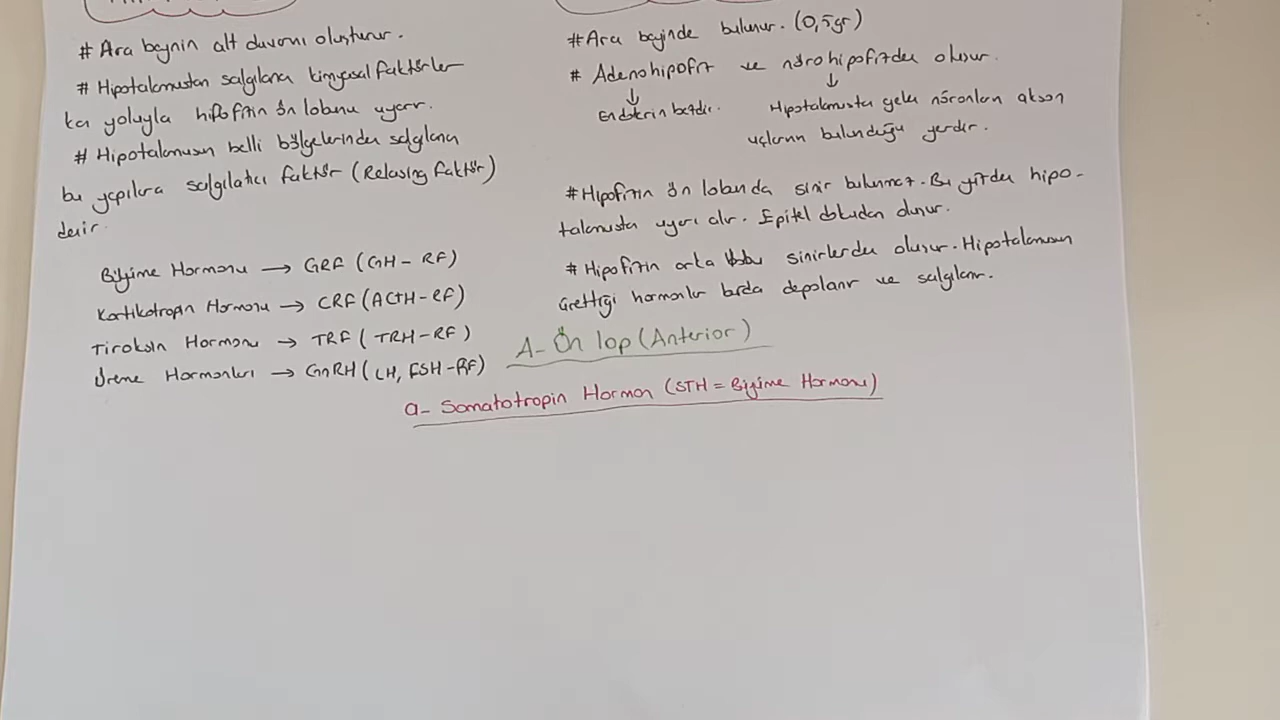 # Ara beynin alt duvarını oluşturur.
# Hipotalamustan salgılanan kimyasal faktörler
kan yoluyla hipofizin ön lobunu uyarır.
# Hipotalamusun belli bölgelerinden salgılanan
bu yapılara salgılatıcı faktör (Relasing faktör)
denir.
Büyüme Hormonu → GRF (GH-RF)
Kortikotropin Hormonu → CRF (ACTH-RF)
Tiroksin Hormonu → TRF (TRH-RF)
Üreme Hormonları → GnRH (LH, FSH-RF)
# Ara beyinde bulunur. (0,5gr)
# Adenohipofiz ve nörohipofizden oluşur.
↓ ↓
Endokrin bezdir. Hipotalamustan gelen nöronların akson
uçlarının bulunduğu yerdir.
# Hipofizin ön lobunda sinir bulunmaz. Bu yüzden hipo-
talamustan uyarı alır. Epitel dokudan oluşur.
# Hipofizin arka lobu sinirlerden oluşur. Hipotalamusun
ürettiği hormonlar burda depolanır ve salgılanır.
A- Ön lop (Anterior)
a- Somatotropin Hormon (STH = Büyüme Hormonu)